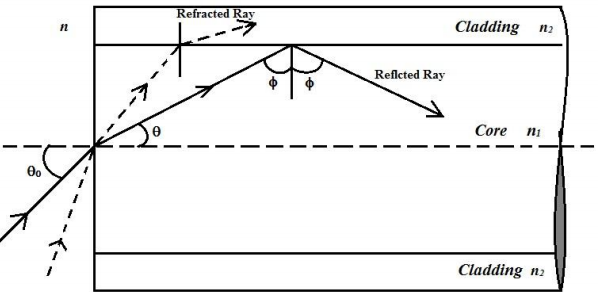 Refracted Ray
n
Cladding n₂
Reflcted Ray
ϕ ϕ
θ
Core n₁
θ₀
Cladding n₂